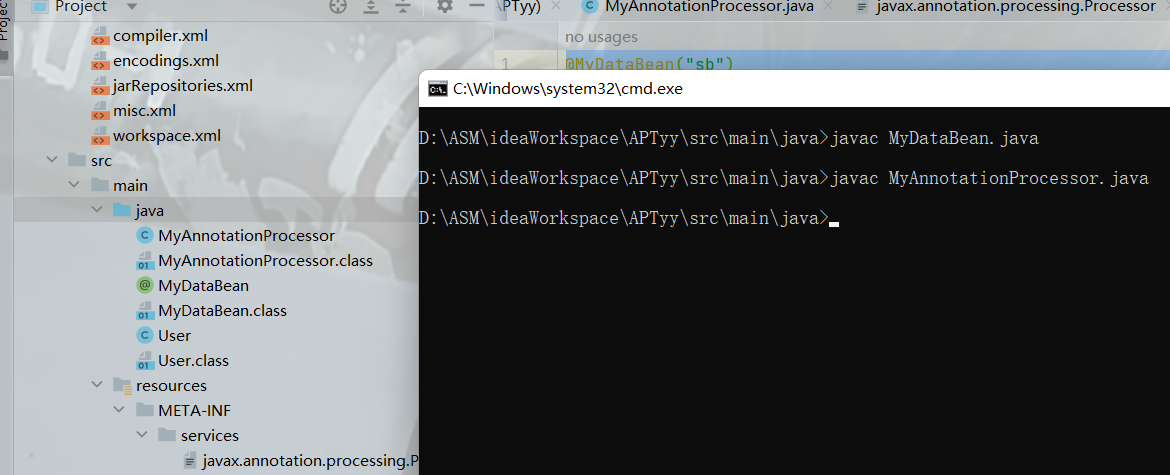 Project
Project
compiler.xml
encodings.xml
jarRepositories.xml
misc.xml
workspace.xml
src
main
java
MyAnnotationProcessor
MyAnnotationProcessor.class
MyDataBean
MyDataBean.class
User
User.class
resources
META-INF
services
javax.annotation.processing.P
APTyy)
MyAnnotationProcessor.java
javax.annotation.processing.Processor
no usages
1
@MyDataBean("sb")
C:\Windows\system32\cmd.exe
D:\ASM\ideaWorkspace\APTyy\src\main\java>javac MyDataBean.java
D:\ASM\ideaWorkspace\APTyy\src\main\java>javac MyAnnotationProcessor.java
D:\ASM\ideaWorkspace\APTyy\src\main\java>